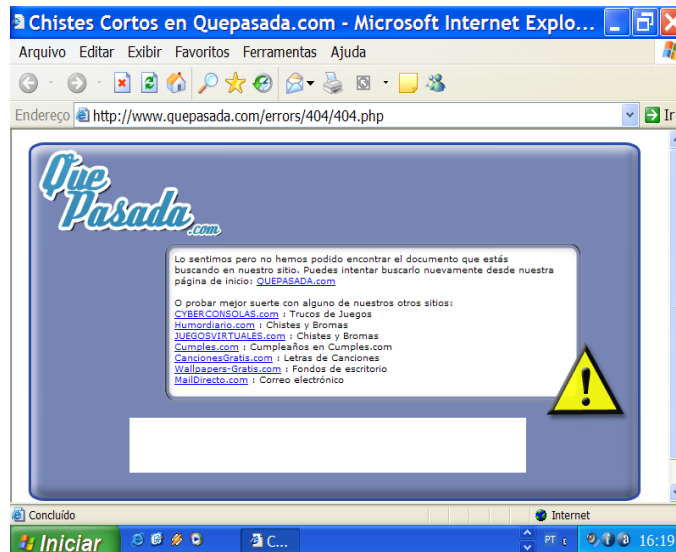 Chistes Cortos en Quepasada.com - Microsoft Internet Explo...
Arquivo Editar Exibir Favoritos Ferramentas Ajuda
Endereço http://www.quepasada.com/errors/404/404.php Ir
Que
Pasada
.com
Lo sentimos pero no hemos podido encontrar el documento que estás
buscando en nuestro sitio. Puedes intentar buscarlo nuevamente desde nuestra
página de inicio: QUEPASADA.com
O probar mejor suerte con alguno de nuestros otros sitios:
CYBERCONSOLAS.com : Trucos de Juegos
Humordiario.com : Chistes y Bromas
JUEGOSVIRTUALES.com : Chistes y Bromas
Cumples.com : Cumpleaños en Cumples.com
CancionesGratis.com : Letras de Canciones
Wallpapers-Gratis.com : Fondos de escritorio
MailDirecto.com : Correo electrónico
Concluído Internet
Iniciar C... PT 16:19